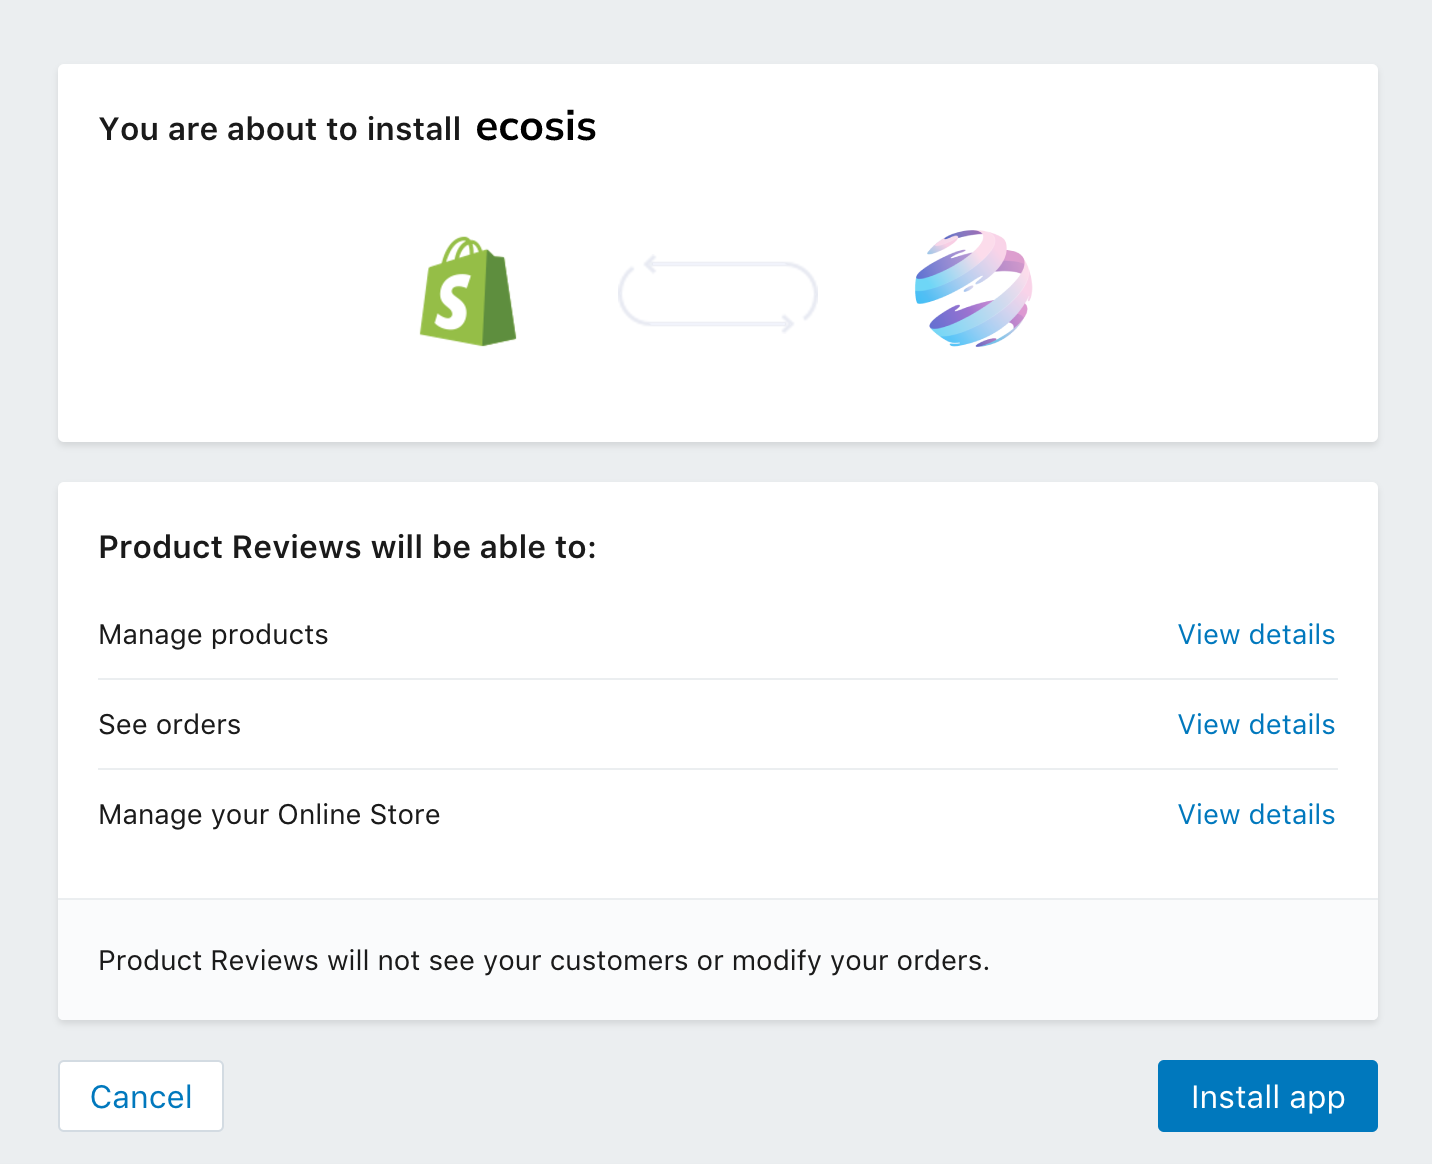 You are about to install ecosis
S
Product Reviews will be able to:
Manage products View details
See orders View details
Manage your Online Store View details
Product Reviews will not see your customers or modify your orders.
Cancel Install app